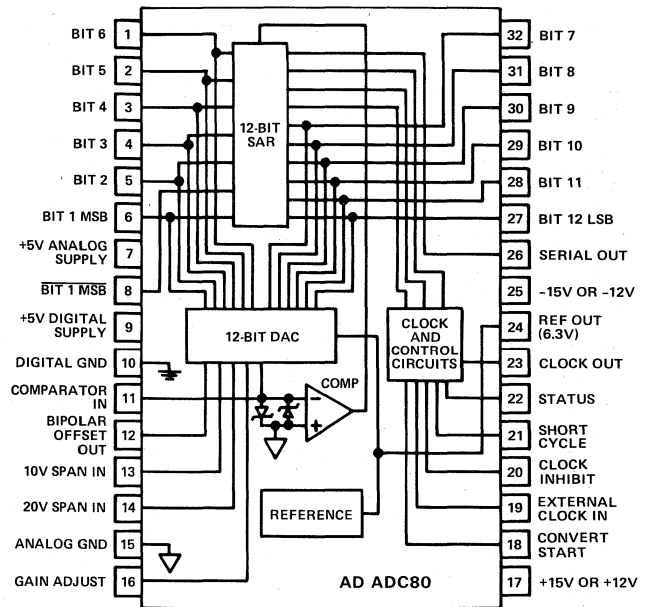 BIT 6 1
BIT 5 2
BIT 4 3
BIT 3 4
BIT 2 5
BIT 1 MSB 6
+5V ANALOG
SUPPLY 7
BIT 1 MSB 8
+5V DIGITAL
SUPPLY 9
DIGITAL GND 10
COMPARATOR
IN 11
BIPOLAR
OFFSET 12
OUT
10V SPAN IN 13
20V SPAN IN 14
ANALOG GND 15
GAIN ADJUST 16
12-BIT
SAR
12-BIT DAC
CLOCK
AND
CONTROL
CIRCUITS
COMP
−
+
REFERENCE
AD ADC80
32 BIT 7
31 BIT 8
30 BIT 9
29 BIT 10
28 BIT 11
27 BIT 12 LSB
26 SERIAL OUT
25 -15V OR -12V
24 REF OUT
(6.3V)
23 CLOCK OUT
22 STATUS
21 SHORT
CYCLE
20 CLOCK
INHIBIT
19 EXTERNAL
CLOCK IN
18 CONVERT
START
17 +15V OR +12V